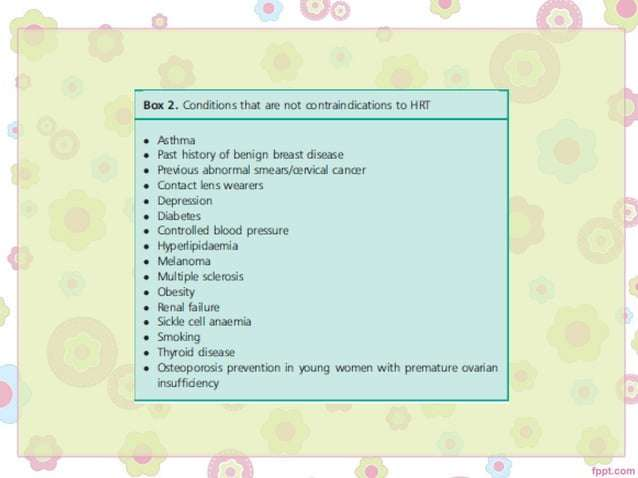 Box 2. Conditions that are not contraindications to HRT
• Asthma
• Past history of benign breast disease
• Previous abnormal smears/cervical cancer
• Contact lens wearers
• Depression
• Diabetes
• Controlled blood pressure
• Hyperlipidaemia
• Melanoma
• Multiple sclerosis
• Obesity
• Renal failure
• Sickle cell anaemia
• Smoking
• Thyroid disease
• Osteoporosis prevention in young women with premature ovarian
insufficiency
fppt.com